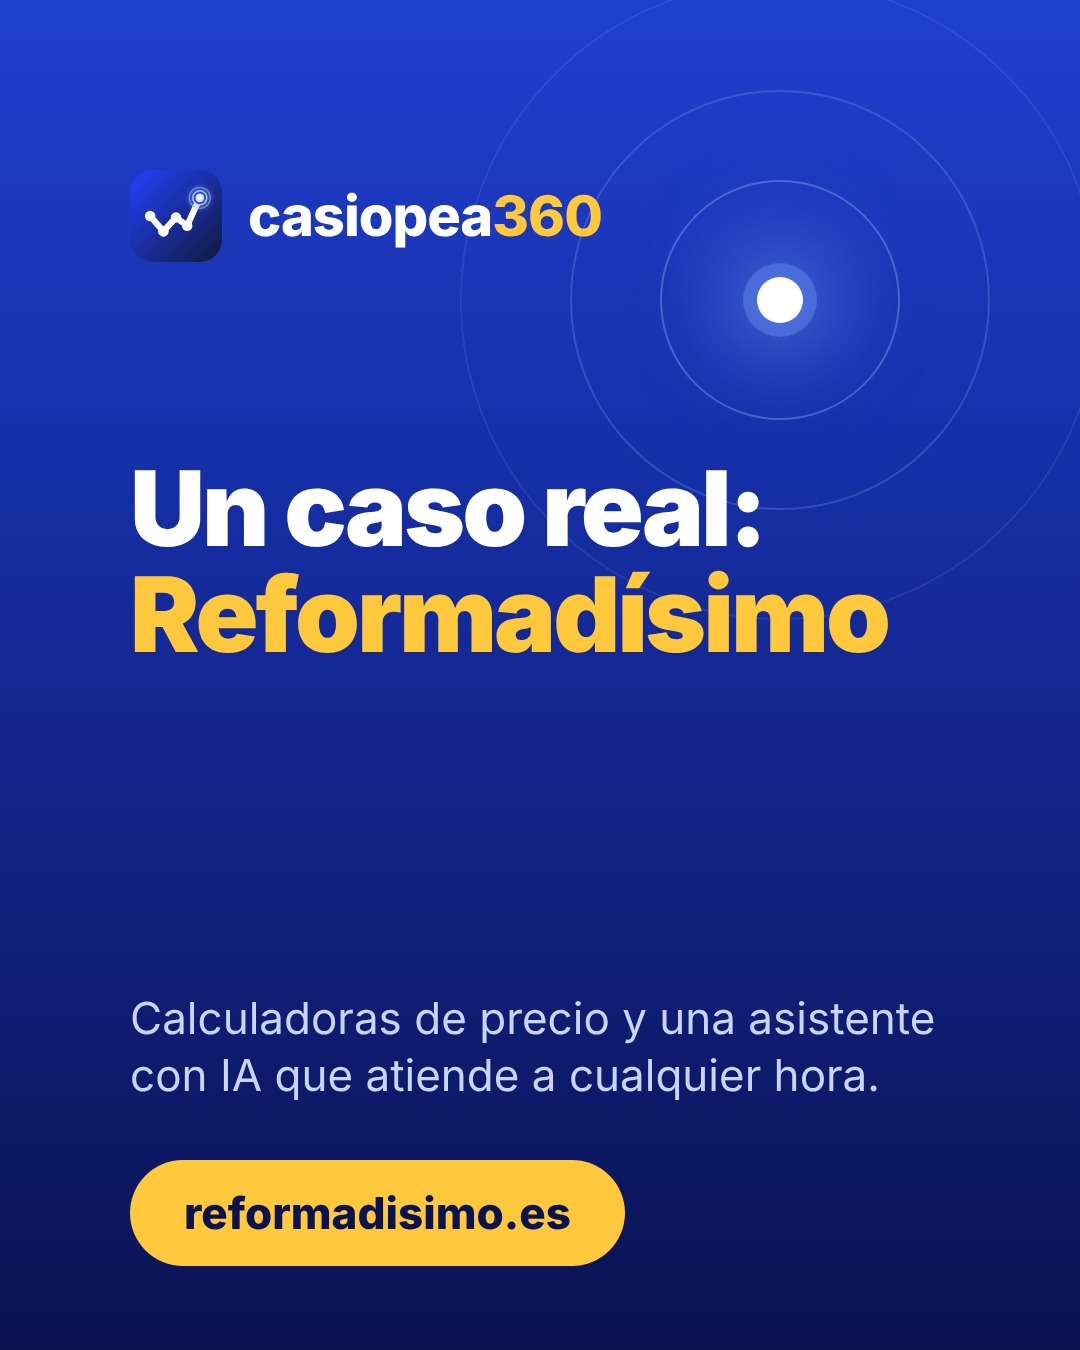 casiopea360
Un caso real:
Reformadísimo
Calculadoras de precio y una asistente
con IA que atiende a cualquier hora.
reformadisimo.es